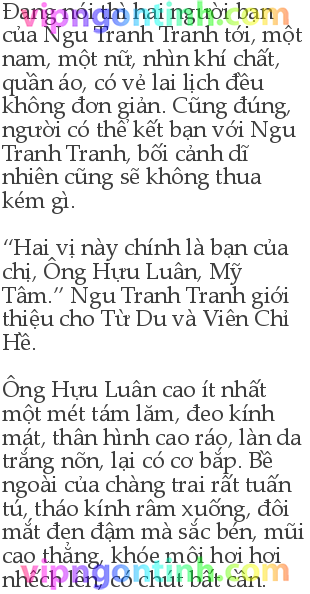 Đang nói thì hai người bạn
của Ngu Tranh Tranh tới, một
nam, một nữ, nhìn khí chất,
quần áo, có vẻ lai lịch đều
không đơn giản. Cũng đúng,
người có thể kết bạn với Ngu
Tranh Tranh, bối cảnh dĩ
nhiên cũng sẽ không thua
kém gì.
“Hai vị này chính là bạn của
chị, Ông Hựu Luân, Mỹ
Tâm.” Ngu Tranh Tranh giới
thiệu cho Từ Du và Viên Chỉ
Hề.
Ông Hựu Luân cao ít nhất
một mét tám lăm, đeo kính
mát, thân hình cao ráo, làn da
trắng nõn, lại có cơ bắp. Bề
ngoài của chàng trai rất tuấn
tú, tháo kính râm xuống, đôi
mắt đen đậm mà sắc bén, mũi
cao thẳng, khóe môi hơi hơi
nhếch lên, có chút bất cần.
vipngontinh.com
vipngontinh.com